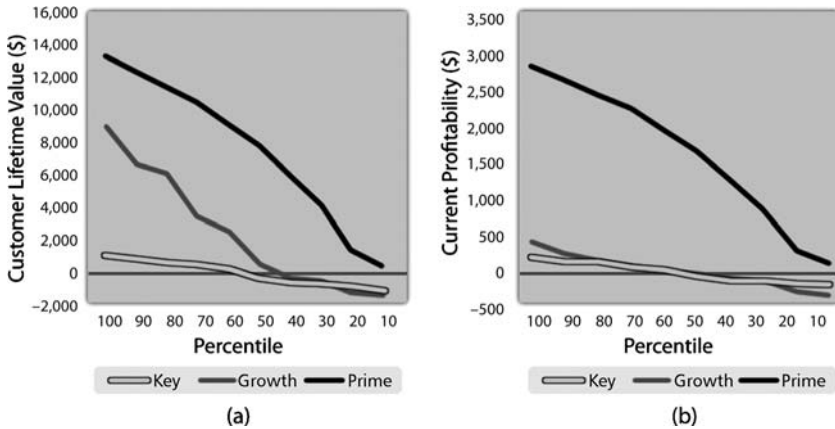 Customer Lifetime Value ($)
16,000
14,000
12,000
10,000
8,000
6,000
4,000
2,000
0
−2,000
100 90 80 70 60 50 40 30 20 10
Percentile
Key Growth Prime
(a)
Current Profitability ($)
3,500
3,000
2,500
2,000
1,500
1,000
500
0
−500
100 90 80 70 60 50 40 30 20 10
Percentile
Key Growth Prime
(b)